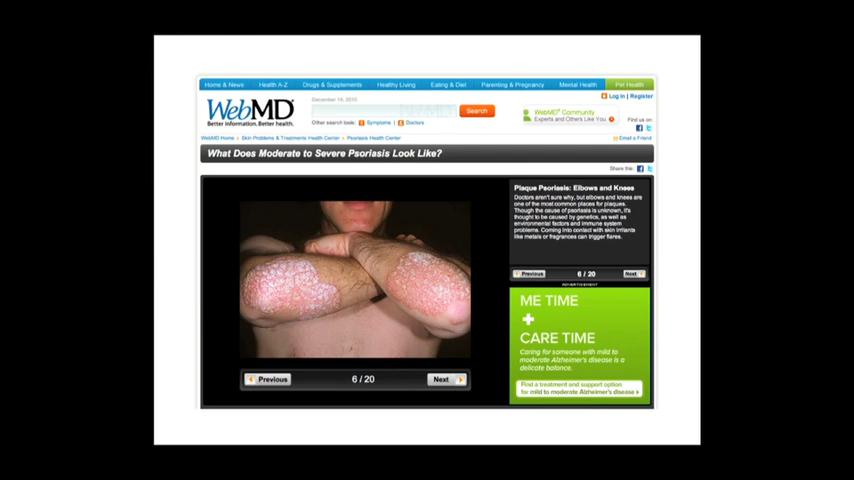 Home & News Health A-Z Drugs & Supplements Healthy Living Eating & Diet Parenting & Pregnancy Mental Health Pet Health
Log in | Register
WebMD
Better information. Better health.
December 16, 2010
Search
Other search tools: Symptoms | Doctors
WebMD Community
Experts and Others Like You
Find us on:
WebMD Home Skin Problems & Treatments Health Center Psoriasis Health Center
Email a Friend
What Does Moderate to Severe Psoriasis Look Like?
Share this:
Plaque Psoriasis: Elbows and Knees
Doctors aren't sure why, but elbows and knees are
one of the most common places for plaques.
Though the cause of psoriasis is unknown, it's
thought to be caused by genetics, as well as
environmental factors and immune system
problems. Coming into contact with skin irritants
like metals or fragrances can trigger flares.
Previous 6 / 20 Next
ADVERTISEMENT
ME TIME
+
CARE TIME
Caring for someone with mild to
moderate Alzheimer's disease is a
delicate balance.
Find a treatment and support option
for mild to moderate Alzheimer's disease
Previous 6 / 20 Next